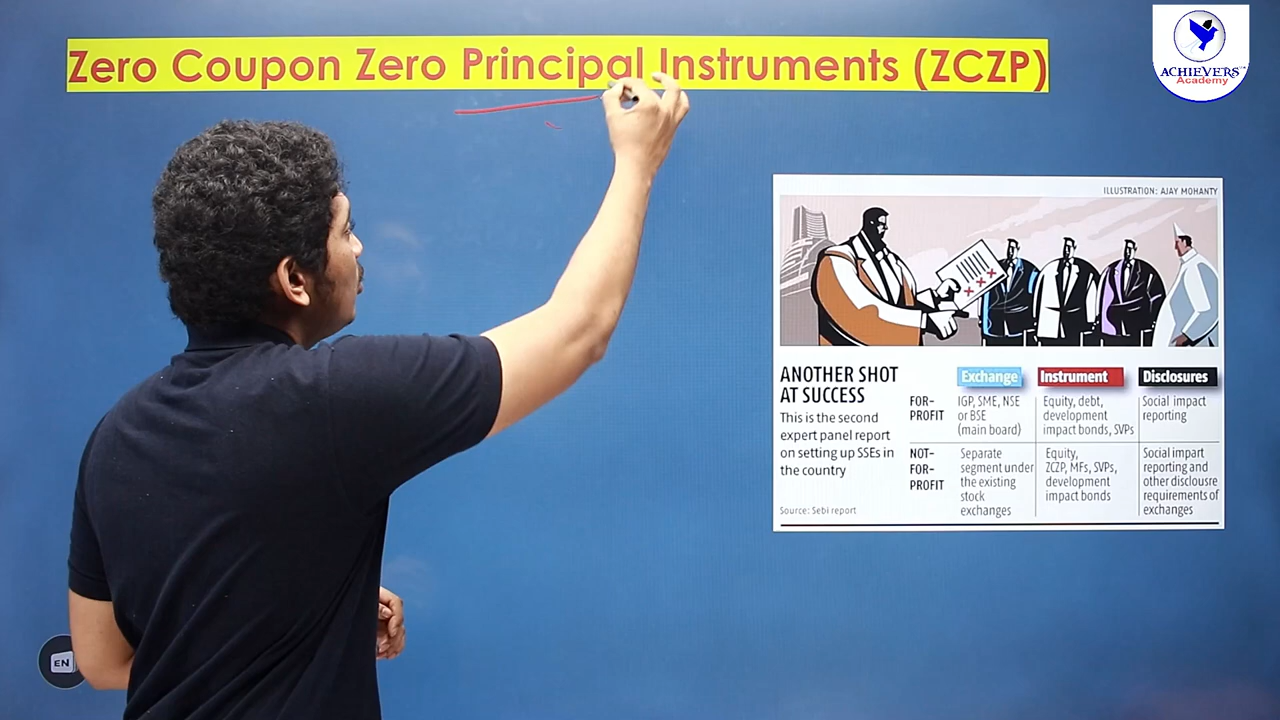 Zero Coupon Zero Principal Instruments (ZCZP)
ACHIEVERS
Academy
ILLUSTRATION: AJAY MOHANTY
ANOTHER SHOT
AT SUCCESS
This is the second
expert panel report
on setting up SSEs in
the country
Source: Sebi report
Exchange
Instrument
Disclosures
FOR-
PROFIT
IGP, SME, NSE
or BSE
(main board)
Equity, debt,
development
impact bonds, SVPs
Social impact
reporting
NOT-
FOR-
PROFIT
Separate
segment under
the existing
stock
exchanges
Equity,
ZCZP, MFs, SVPs,
development
impact bonds
Social impart
reporting and
other disclousre
requirements of
exchanges
EN